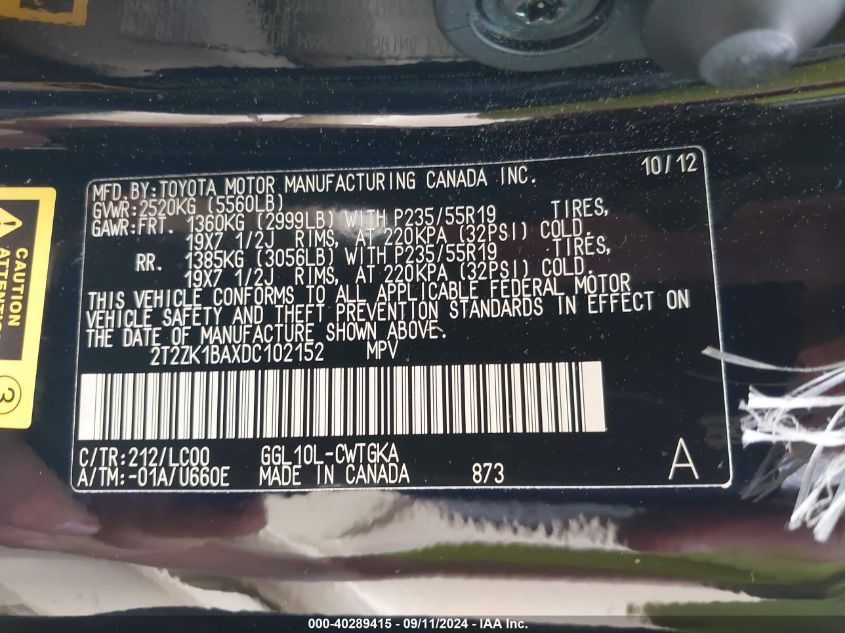 10/12
MFD. BY: TOYOTA MOTOR MANUFACTURING CANADA INC.
GVWR: 2520KG (5560LB)
GAWR: FRT. 1360KG (2999LB) WITH P235/55R19 TIRES,
19X7 1/2J RIMS, AT 220KPA (32PSI) COLD.
RR. 1385KG (3056LB) WITH P235/55R19 TIRES,
19X7 1/2J RIMS, AT 220KPA (32PSI) COLD.
THIS VEHICLE CONFORMS TO ALL APPLICABLE FEDERAL MOTOR
VEHICLE SAFETY AND THEFT PREVENTION STANDARDS IN EFFECT ON
THE DATE OF MANUFACTURE SHOWN ABOVE.
2T2ZK1BAXDC102152 MPV
C/TR: 212/LC00 GGL10L-CWTGKA
A/TM: -01A/U660E MADE IN CANADA 873 A
CAUTION
3
000-40289415 - 09/11/2024 - IAA Inc.